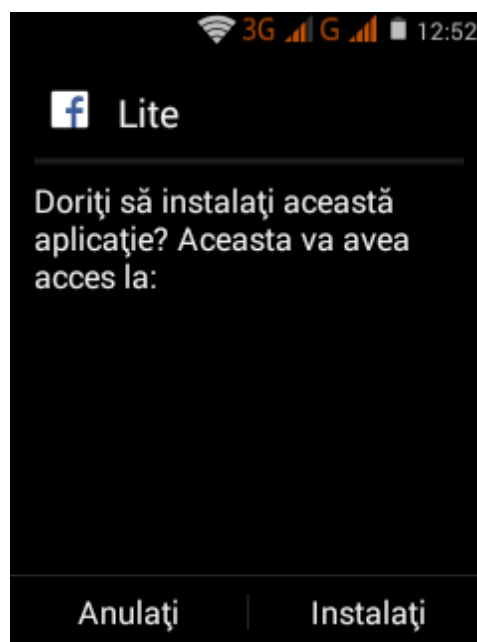 3G G 12:52
f Lite
Doriţi să instalaţi această
aplicaţie? Aceasta va avea
acces la:
Anulaţi Instalaţi